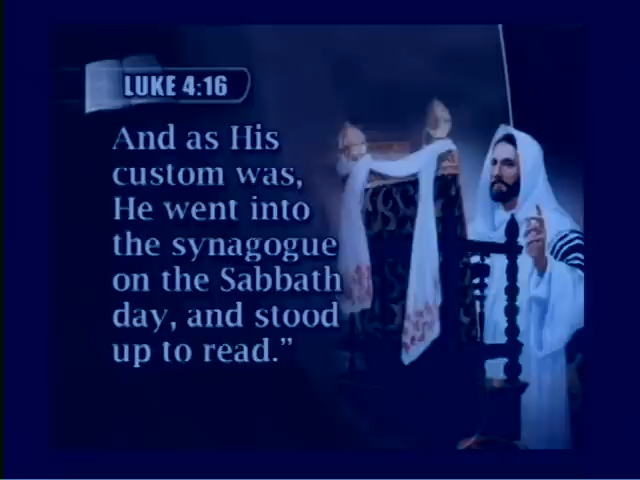 LUKE 4:16
And as His
custom was,
He went into
the synagogue
on the Sabbath
day, and stood
up to read.”